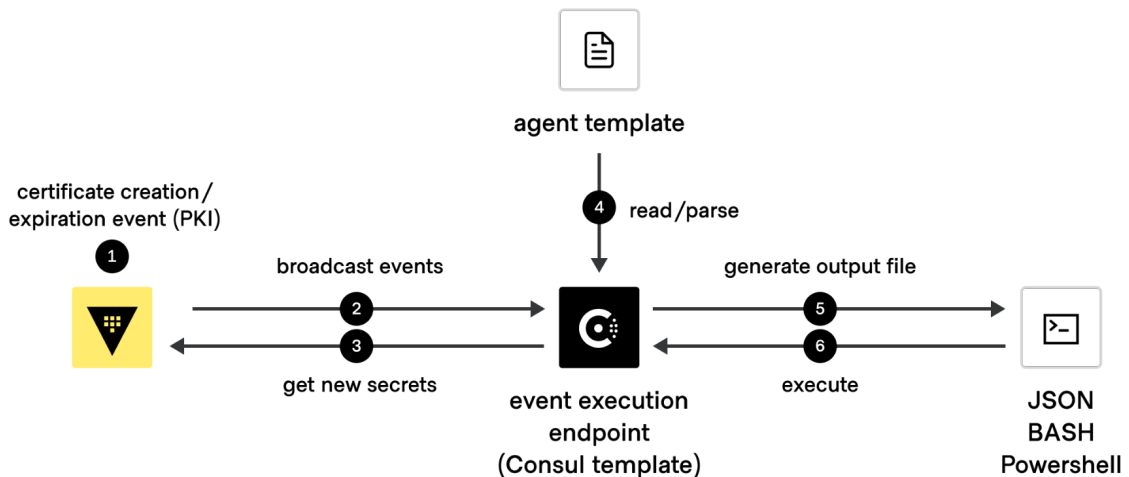 agent template
certificate creation/
expiration event (PKI)
1
4
read/parse
broadcast events
generate output file
2
5
3
6
get new secrets
execute
event execution
endpoint
(Consul template)
JSON
BASH
Powershell